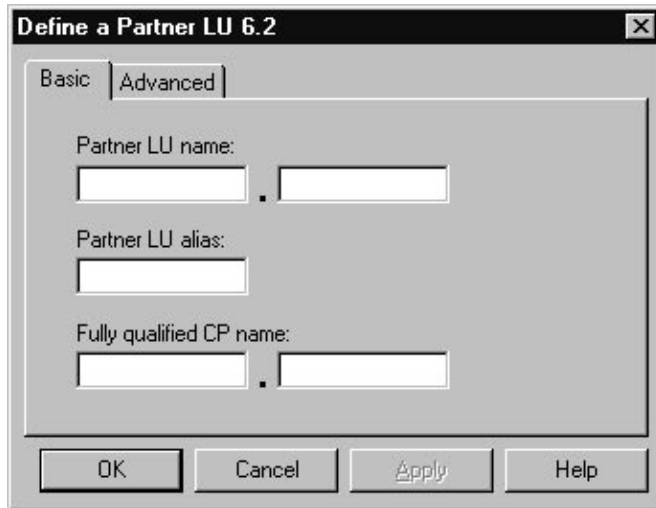 Define a Partner LU 6.2
Basic Advanced
Partner LU name:
.
Partner LU alias:
Fully qualified CP name:
.
OK Cancel Apply Help